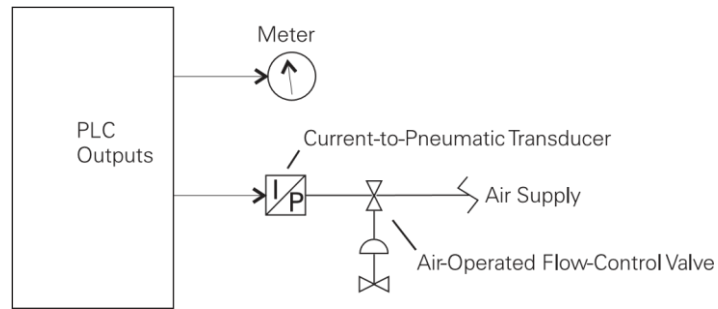 Meter
PLC
Outputs
Current-to-Pneumatic Transducer
I
P
Air Supply
Air-Operated Flow-Control Valve